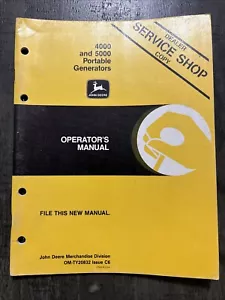 4000
and 5000
Portable
Generators
JOHN DEERE
DEALER
SERVICE SHOP
COPY
OPERATOR'S
MANUAL
FILE THIS NEW MANUAL.
John Deere Merchandise Division
OM-TY20832 Issue C6